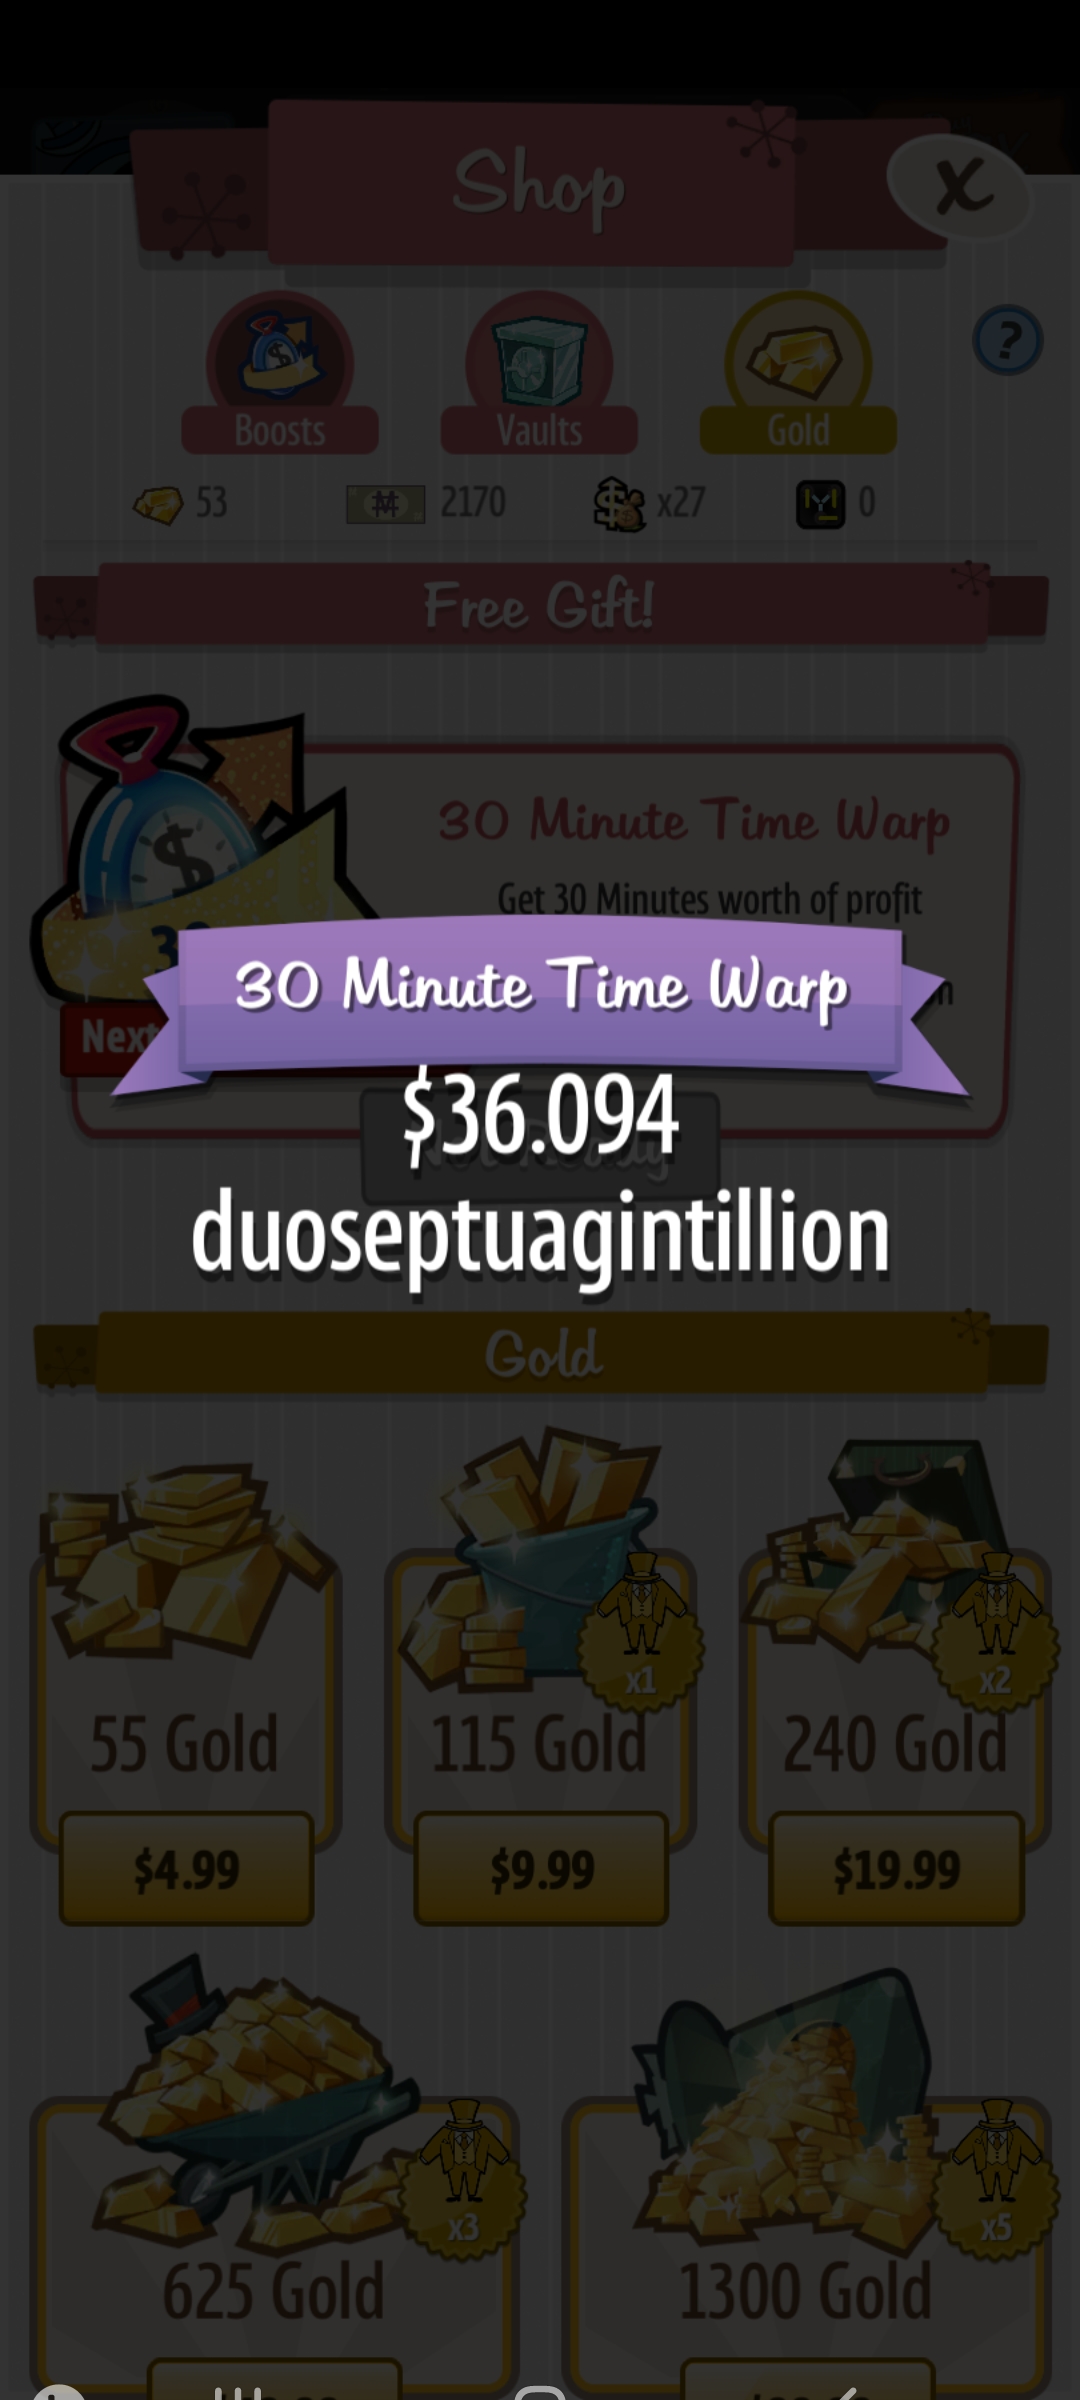 Shop
X
?
Boosts Vaults Gold
53 2170 x27 0
Free Gift!
30 Minute Time Warp
Get 30 Minutes worth of profit
30 Minute Time Warp
Next
$36.094
duoseptuagintillion
Gold
x1 x2
55 Gold 115 Gold 240 Gold
$4.99 $9.99 $19.99
x3 x5
625 Gold 1300 Gold